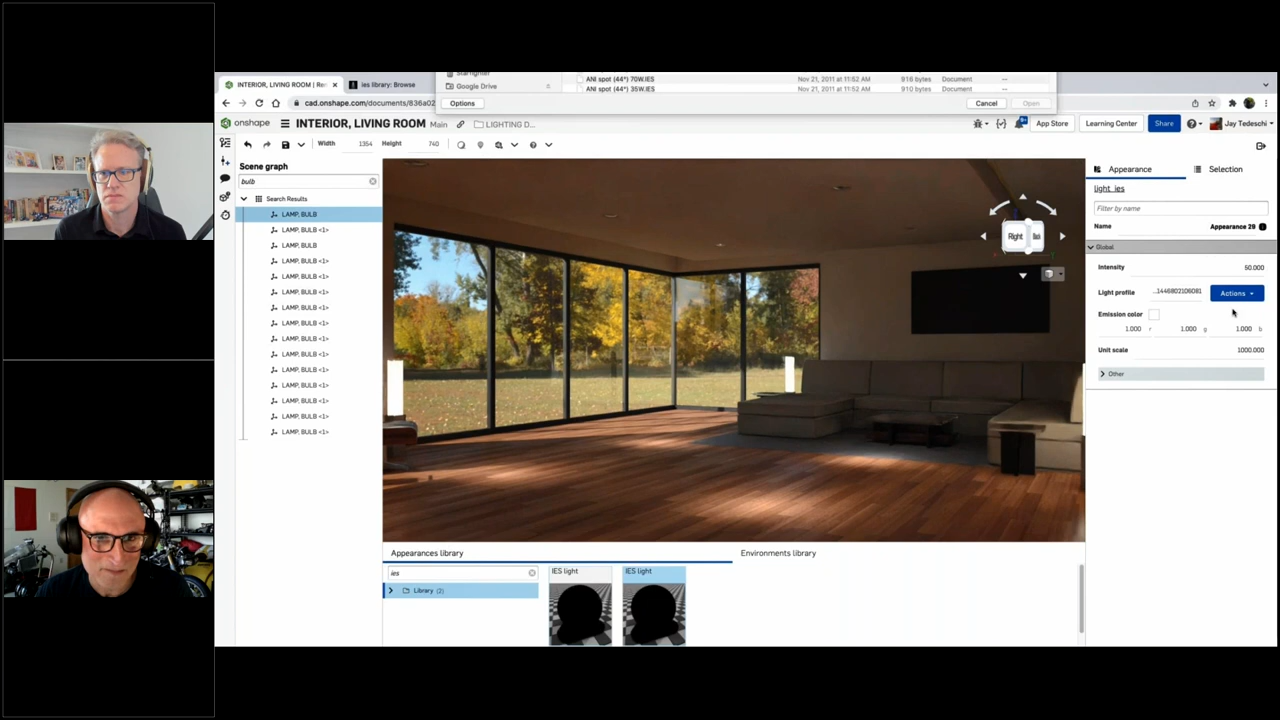 INTERIOR, LIVING ROOM | Ren
ies library: Browse
Google Drive
ANI spot (44°) 70W.IES Nov 21, 2011 at 11:52 AM 916 bytes Document --
ANI spot (44°) 35W.IES Nov 21, 2011 at 11:52 AM 910 bytes Document --
Options
Cancel
Open
cad.onshape.com/documents/836a02
onshape
INTERIOR, LIVING ROOM Main
LIGHTING D...
App Store
Learning Center
Share
Jay Tedeschi
Width 1354 Height 740
Scene graph
bulb
Search Results
LAMP, BULB
LAMP, BULB <1>
LAMP, BULB
LAMP, BULB <1>
LAMP, BULB <1>
LAMP, BULB <1>
LAMP, BULB <1>
LAMP, BULB <1>
LAMP, BULB <1>
LAMP, BULB <1>
LAMP, BULB <1>
LAMP, BULB <1>
LAMP, BULB <1>
LAMP, BULB <1>
LAMP, BULB <1>
Right
Appearance
Selection
light_ies
Filter by name
Name Appearance 29
Global
Intensity 50.000
Light profile ...1446802106081 Actions
Emission color
1.000 r 1.000 g 1.000 b
Unit scale 1000.000
Other
Appearances library
Environments library
ies
Library (2)
IES light
IES light